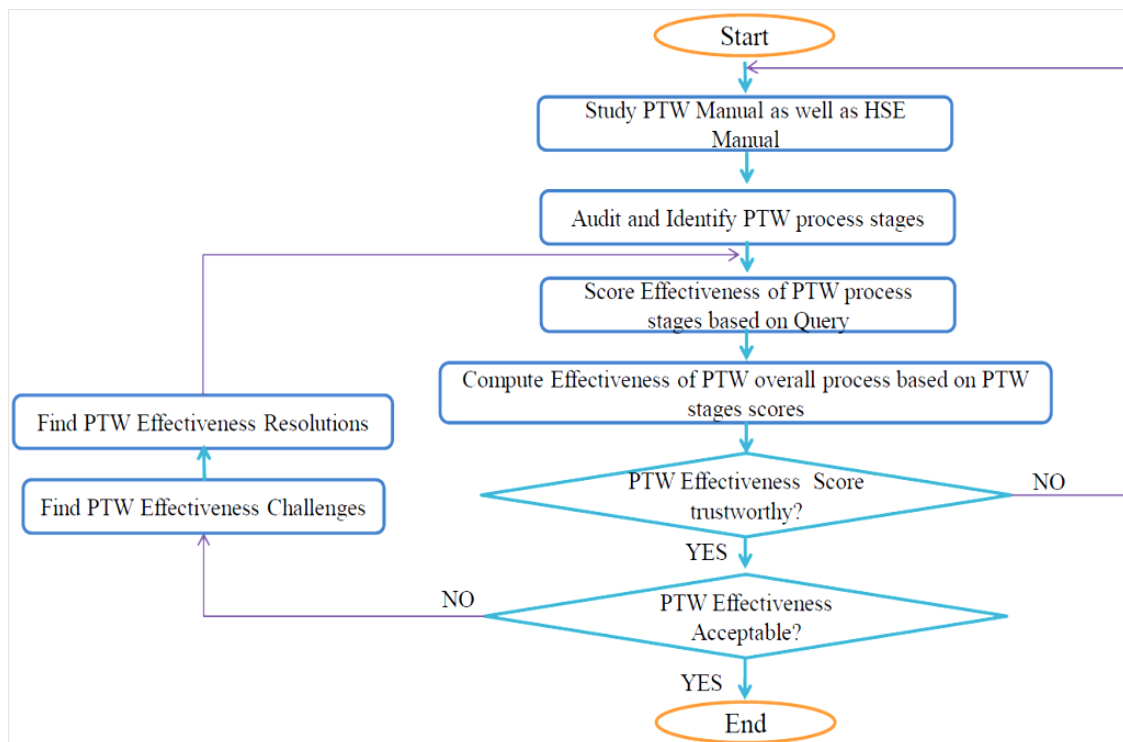 Start
Study PTW Manual as well as HSE
Manual
Audit and Identify PTW process stages
Score Effectiveness of PTW process
stages based on Query
Compute Effectiveness of PTW overall process based on PTW
stages scores
Find PTW Effectiveness Resolutions
Find PTW Effectiveness Challenges
PTW Effectiveness Score
trustworthy?
NO
YES
PTW Effectiveness
Acceptable?
NO
YES
End